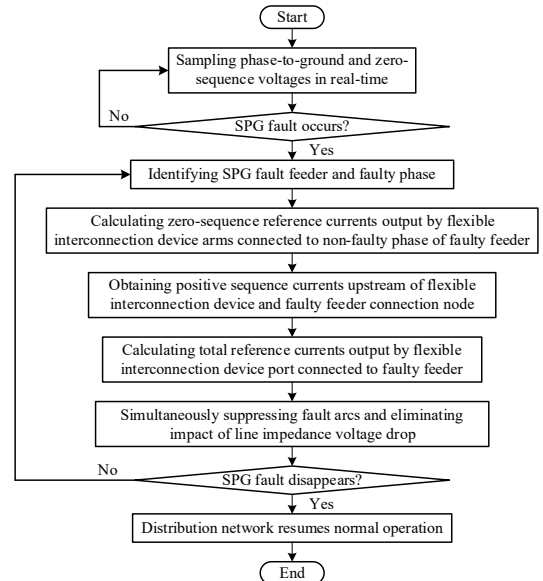 Start
Sampling phase-to-ground and zero-
sequence voltages in real-time
No
SPG fault occurs?
Yes
Identifying SPG fault feeder and faulty phase
Calculating zero-sequence reference currents output by flexible
interconnection device arms connected to non-faulty phase of faulty feeder
Obtaining positive sequence currents upstream of flexible
interconnection device and faulty feeder connection node
Calculating total reference currents output by flexible
interconnection device port connected to faulty feeder
Simultaneously suppressing fault arcs and eliminating
impact of line impedance voltage drop
No
SPG fault disappears?
Yes
Distribution network resumes normal operation
End